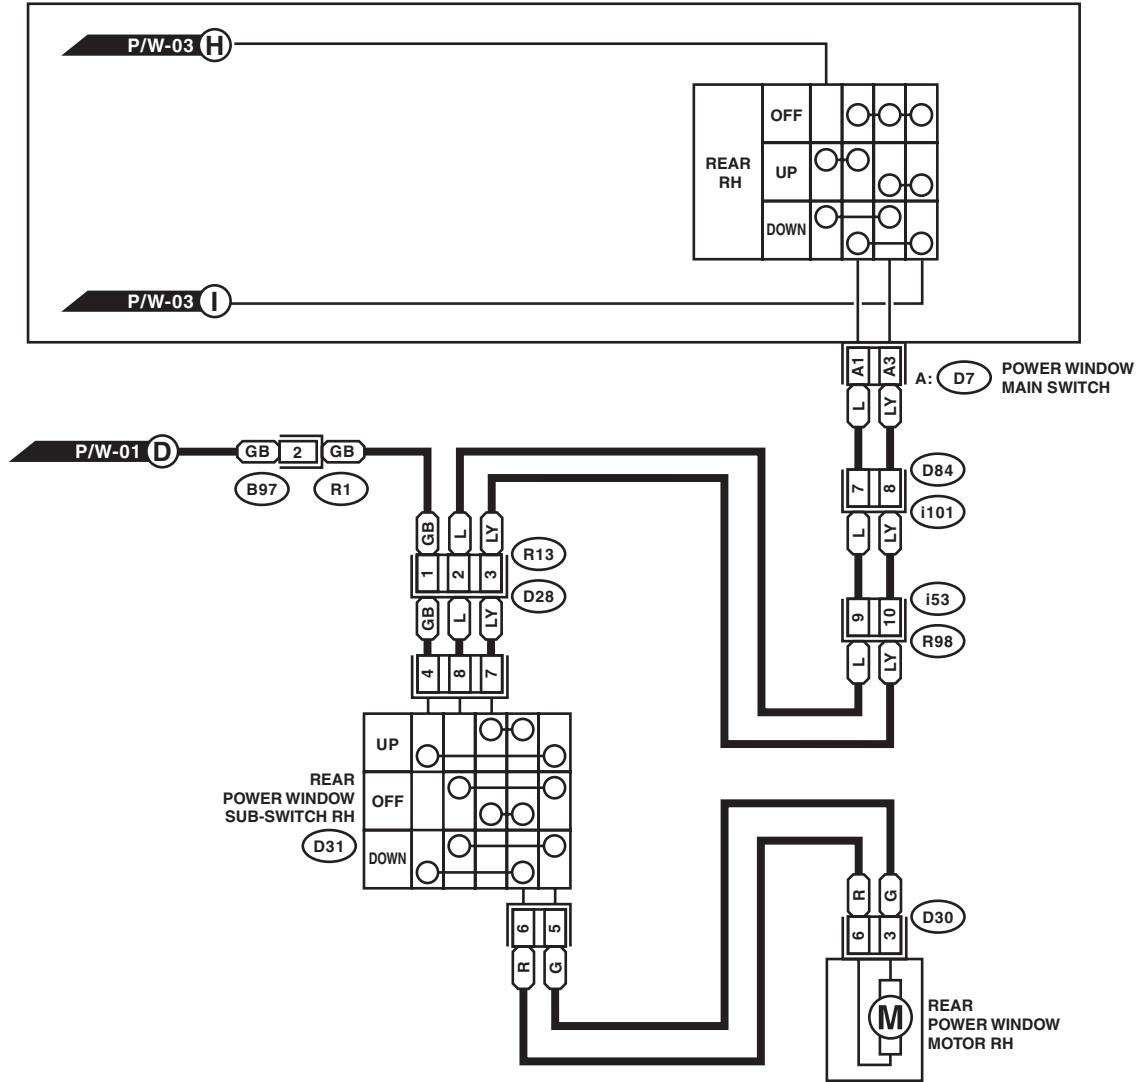 P/W-03 H
OFF
REAR
RH
UP
DOWN
P/W-03 I
A1 A3
A: D7
POWER WINDOW
MAIN SWITCH
L LY
P/W-01 D
GB 2 GB
B97 R1
7 8
D84
i101
L LY
GB L LY
1 2 3
R13
D28
GB L LY
9 10
i53
R98
L LY
4 8 7
UP
OFF
DOWN
REAR
POWER WINDOW
SUB-SWITCH RH
D31
6 5
R G
R G
6 3
D30
M
REAR
POWER WINDOW
MOTOR RH